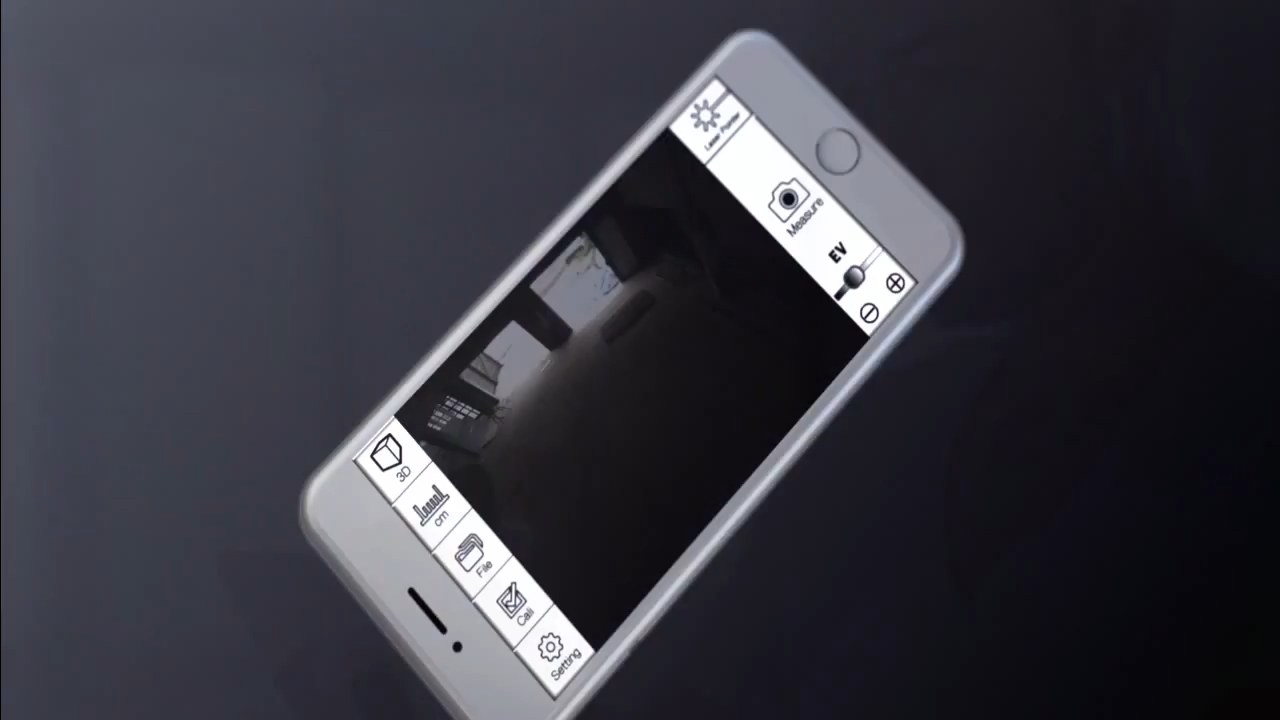 Laser Pointer
Measure
EV
3D
cm
File
Cali
Setting